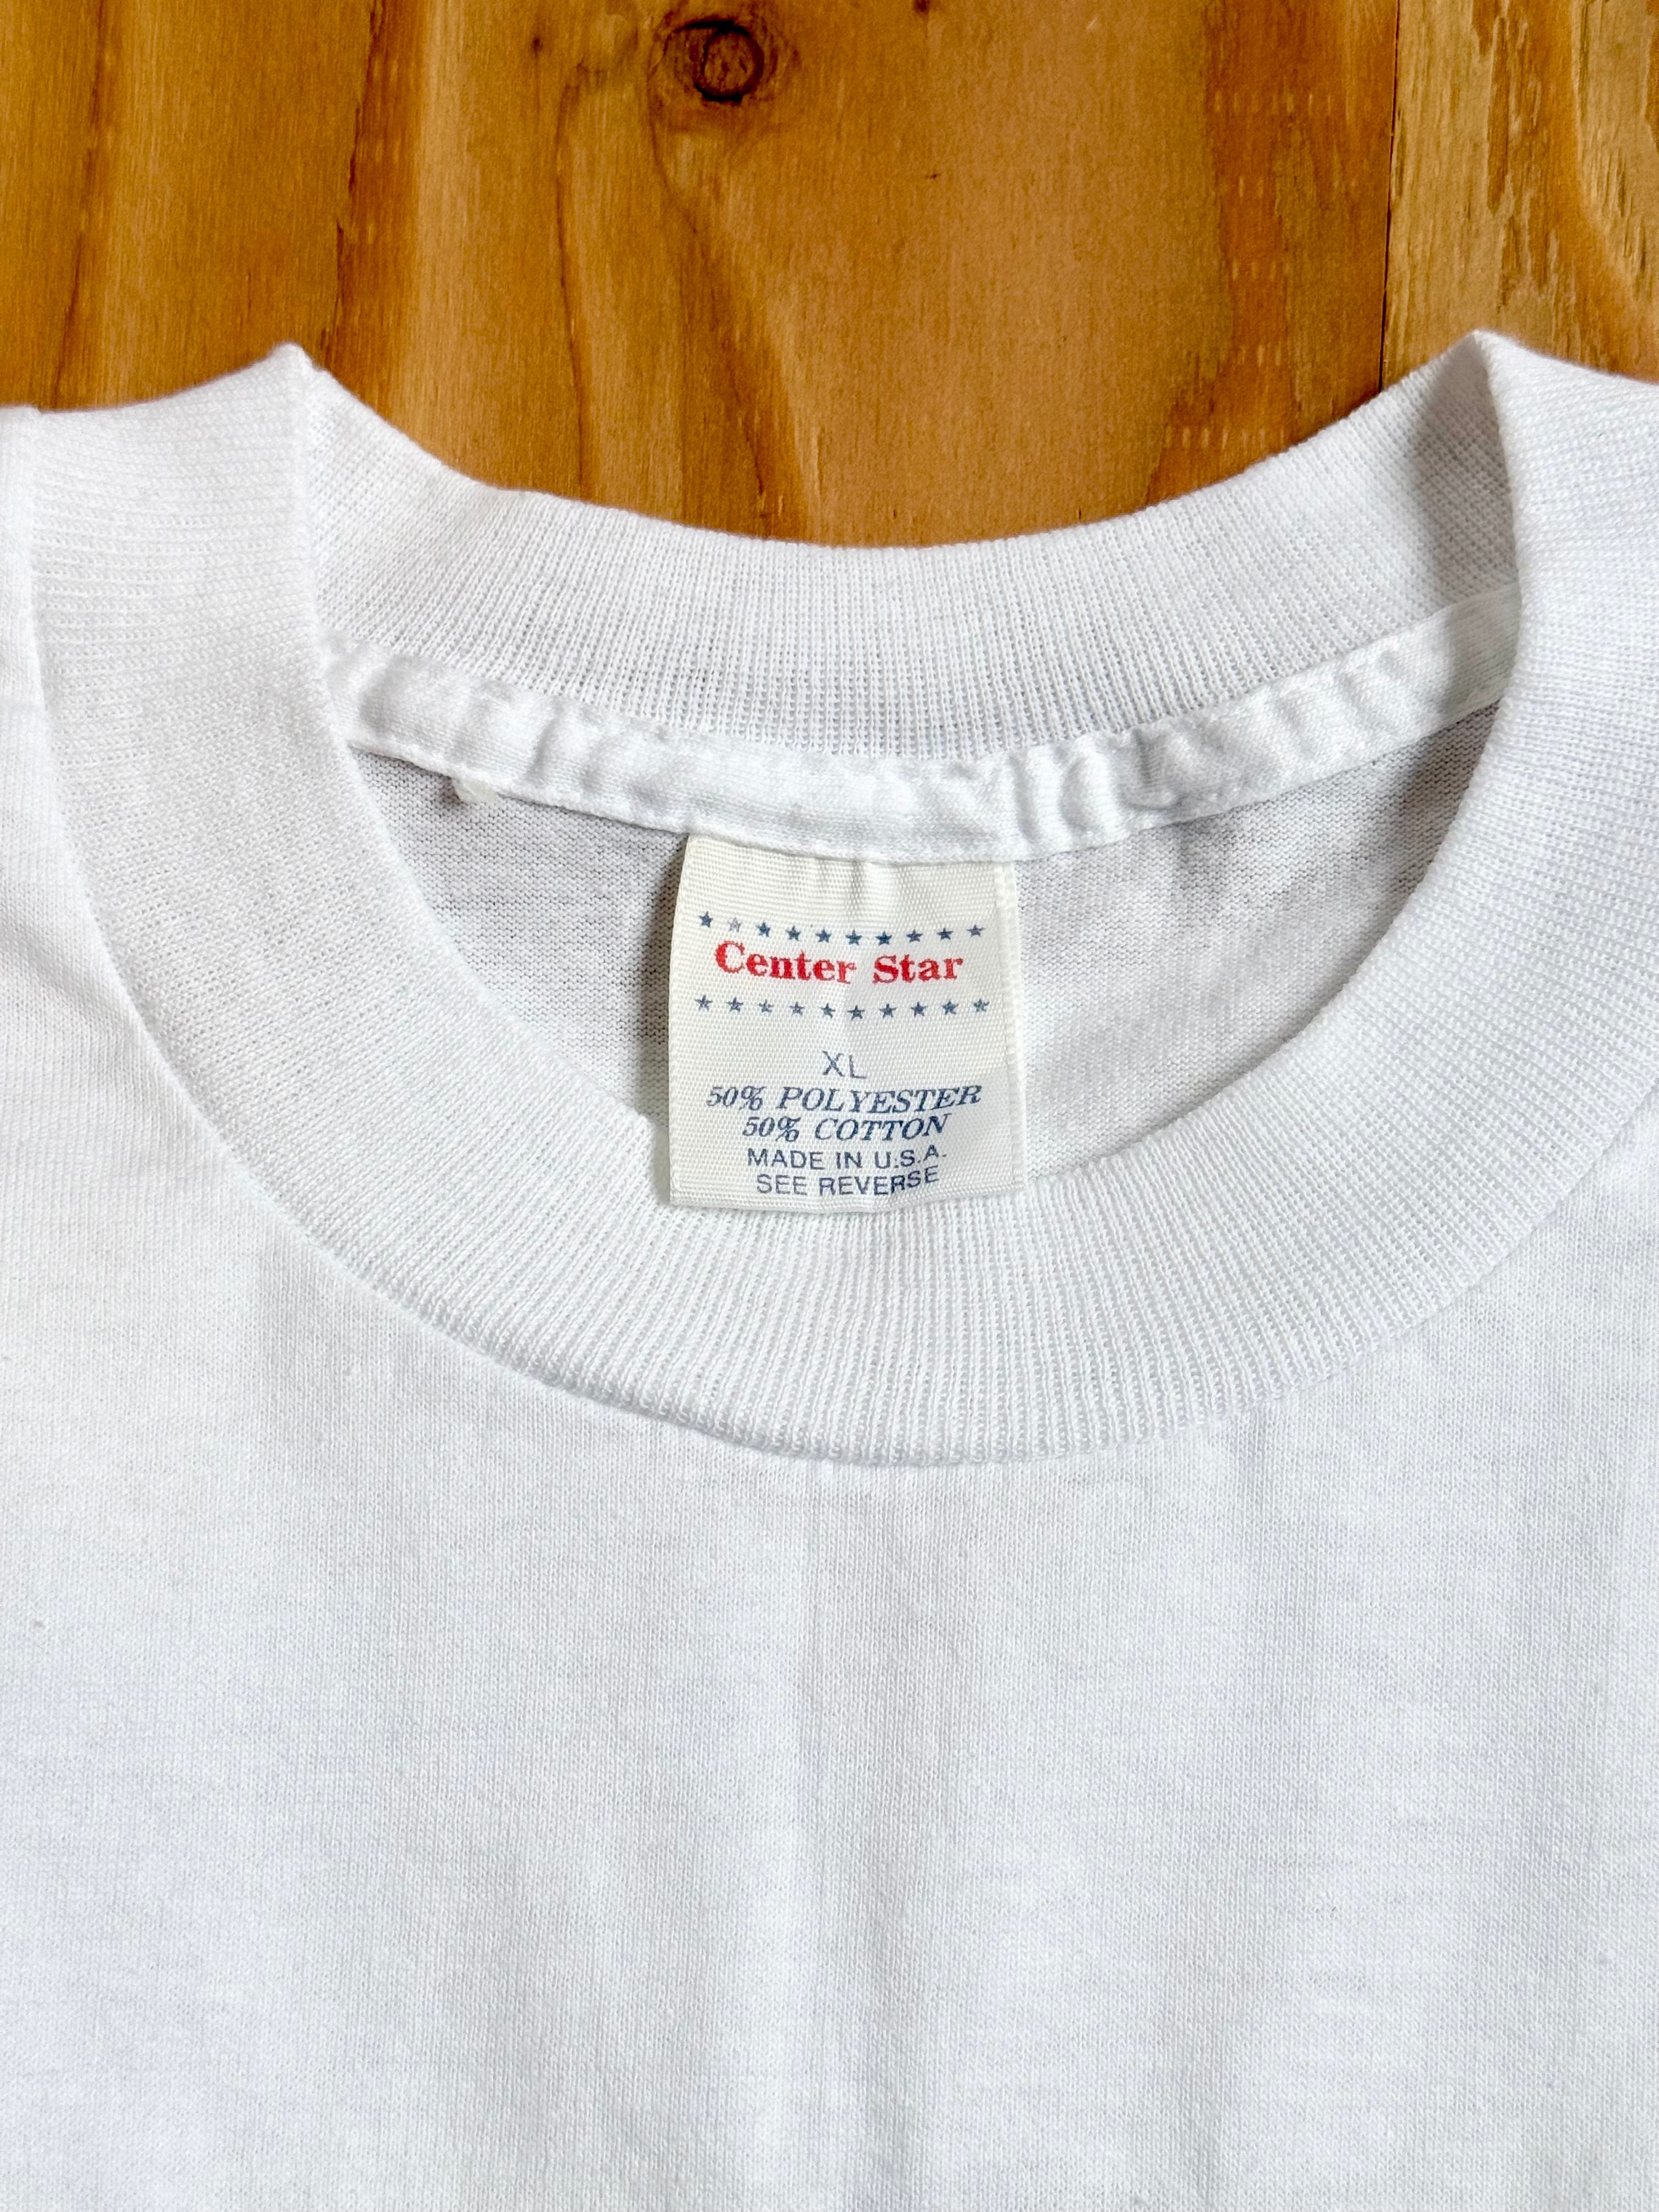 Center Star
XL
50% POLYESTER
50% COTTON
MADE IN U.S.A.
SEE REVERSE